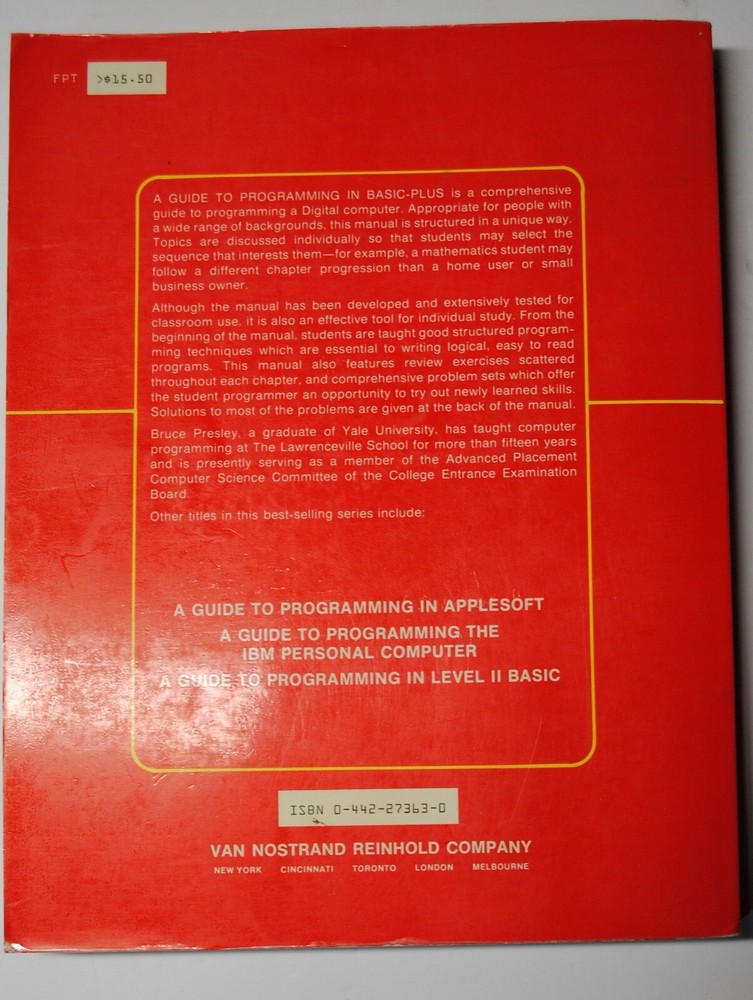 FPT >$15.50
A GUIDE TO PROGRAMMING IN BASIC-PLUS is a comprehensive
guide to programming a Digital computer. Appropriate for people with
a wide range of backgrounds, this manual is structured in a unique way.
Topics are discussed individually so that students may select the
sequence that interests them—for example, a mathematics student may
follow a different chapter progression than a home user or small
business owner.
Although the manual has been developed and extensively tested for
classroom use, it is also an effective tool for individual study. From the
beginning of the manual, students are taught good structured program-
ming techniques which are essential to writing logical, easy to read
programs. This manual also features review exercises scattered
throughout each chapter, and comprehensive problem sets which offer
the student programmer an opportunity to try out newly learned skills.
Solutions to most of the problems are given at the back of the manual.
Bruce Presley, a graduate of Yale University, has taught computer
programming at The Lawrenceville School for more than fifteen years
and is presently serving as a member of the Advanced Placement
Computer Science Committee of the College Entrance Examination
Board.
Other titles in this best-selling series include:
A GUIDE TO PROGRAMMING IN APPLESOFT
A GUIDE TO PROGRAMMING THE
IBM PERSONAL COMPUTER
A GUIDE TO PROGRAMMING IN LEVEL II BASIC
ISBN 0-442-27363-0
VAN NOSTRAND REINHOLD COMPANY
NEW YORK CINCINNATI TORONTO LONDON MELBOURNE